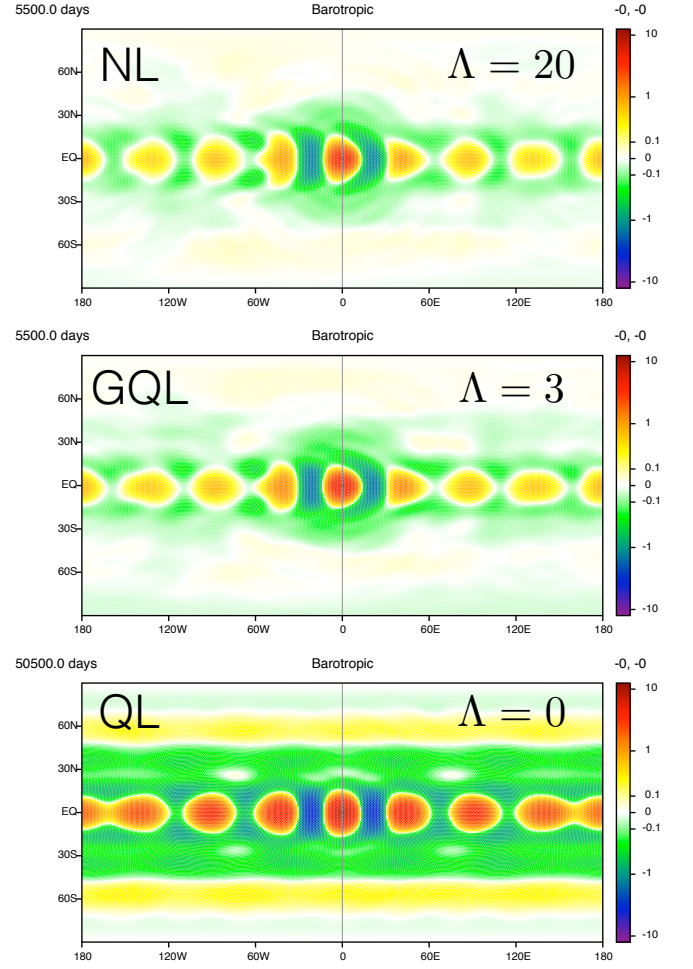 5500.0 days Barotropic -0, -0
NL Λ = 20
10
1
0.1
0
-0.1
-1
-10
60N
30N
EQ
30S
60S
180 120W 60W 0 60E 120E 180
5500.0 days Barotropic -0, -0
GQL Λ = 3
10
1
0.1
0
-0.1
-1
-10
60N
30N
EQ
30S
60S
180 120W 60W 0 60E 120E 180
50500.0 days Barotropic -0, -0
QL Λ = 0
10
1
0.1
0
-0.1
-1
-10
60N
30N
EQ
30S
60S
180 120W 60W 0 60E 120E 180